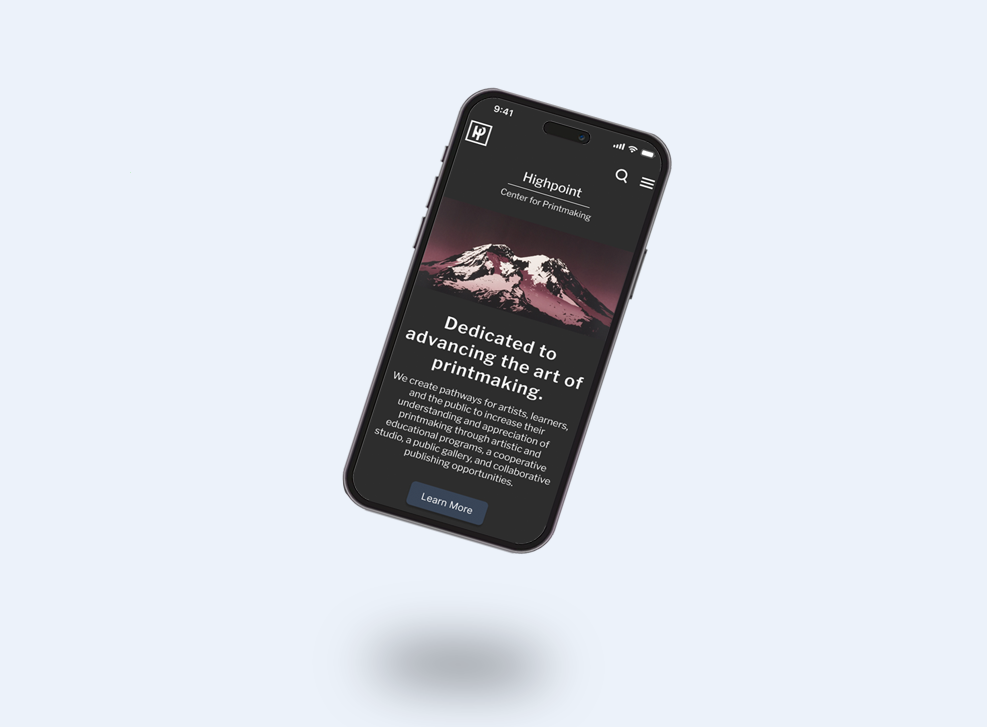 9:41
HP
Highpoint
Center for Printmaking
Dedicated to
advancing the art of
printmaking.
We create pathways for artists, learners,
and the public to increase their
understanding and appreciation of
printmaking through artistic and
educational programs, a cooperative
studio, a public gallery, and collaborative
publishing opportunities.
Learn More